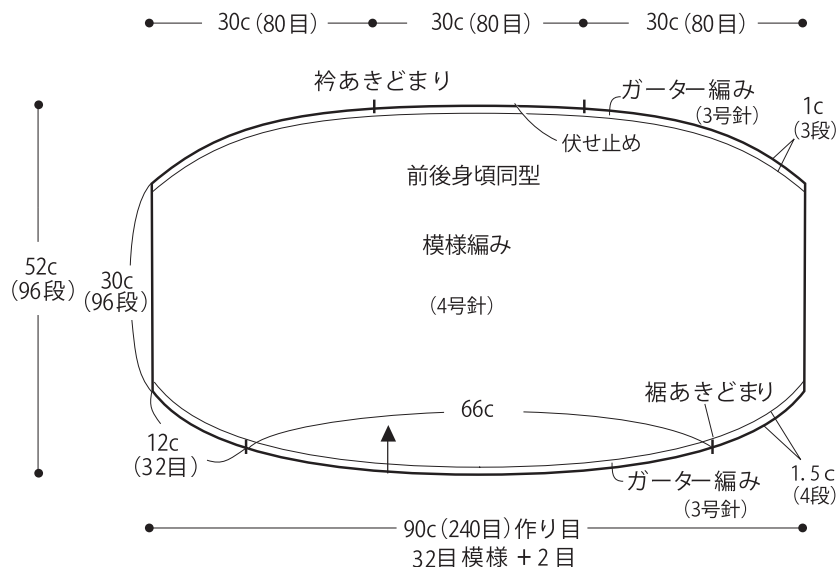 30c(80目)
30c(80目)
30c(80目)
衿あきどまり
ガーター編み
(3号針)
1c
(3段)
伏せ止め
前後身頃同型
模様編み
(4号針)
52c
(96段)
30c
(96段)
66c
裾あきどまり
12c
(32目)
1.5c
(4段)
ガーター編み
(3号針)
90c(240目)作り目
32目模様+2目